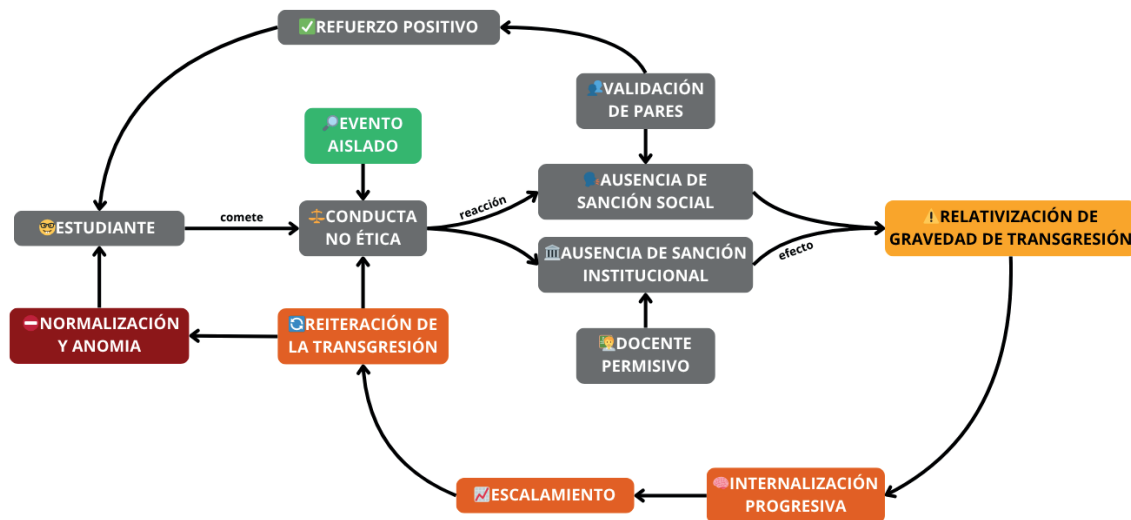 REFUERZO POSITIVO
VALIDACIÓN
DE PARES
EVENTO
AISLADO
AUSENCIA DE
SANCIÓN SOCIAL
ESTUDIANTE
comete
CONDUCTA
NO ÉTICA
reacción
RELATIVIZACIÓN DE
GRAVEDAD DE TRANSGRESIÓN
AUSENCIA DE SANCIÓN
INSTITUCIONAL
efecto
NORMALIZACIÓN
Y ANOMIA
REITERACIÓN DE
LA TRANSGRESIÓN
DOCENTE
PERMISIVO
ESCALAMIENTO
INTERNALIZACIÓN
PROGRESIVA